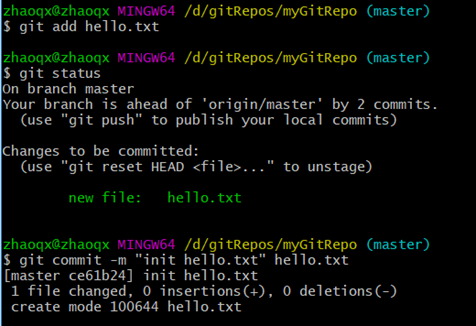 zhaoqx@zhaoqx MINGW64 /d/gitRepos/myGitRepo (master)
$ git add hello.txt
zhaoqx@zhaoqx MINGW64 /d/gitRepos/myGitRepo (master)
$ git status
On branch master
Your branch is ahead of 'origin/master' by 2 commits.
  (use "git push" to publish your local commits)
Changes to be committed:
  (use "git reset HEAD <file>..." to unstage)
        new file:   hello.txt
zhaoqx@zhaoqx MINGW64 /d/gitRepos/myGitRepo (master)
$ git commit -m "init hello.txt" hello.txt
[master ce61b24] init hello.txt
 1 file changed, 0 insertions(+), 0 deletions(-)
 create mode 100644 hello.txt